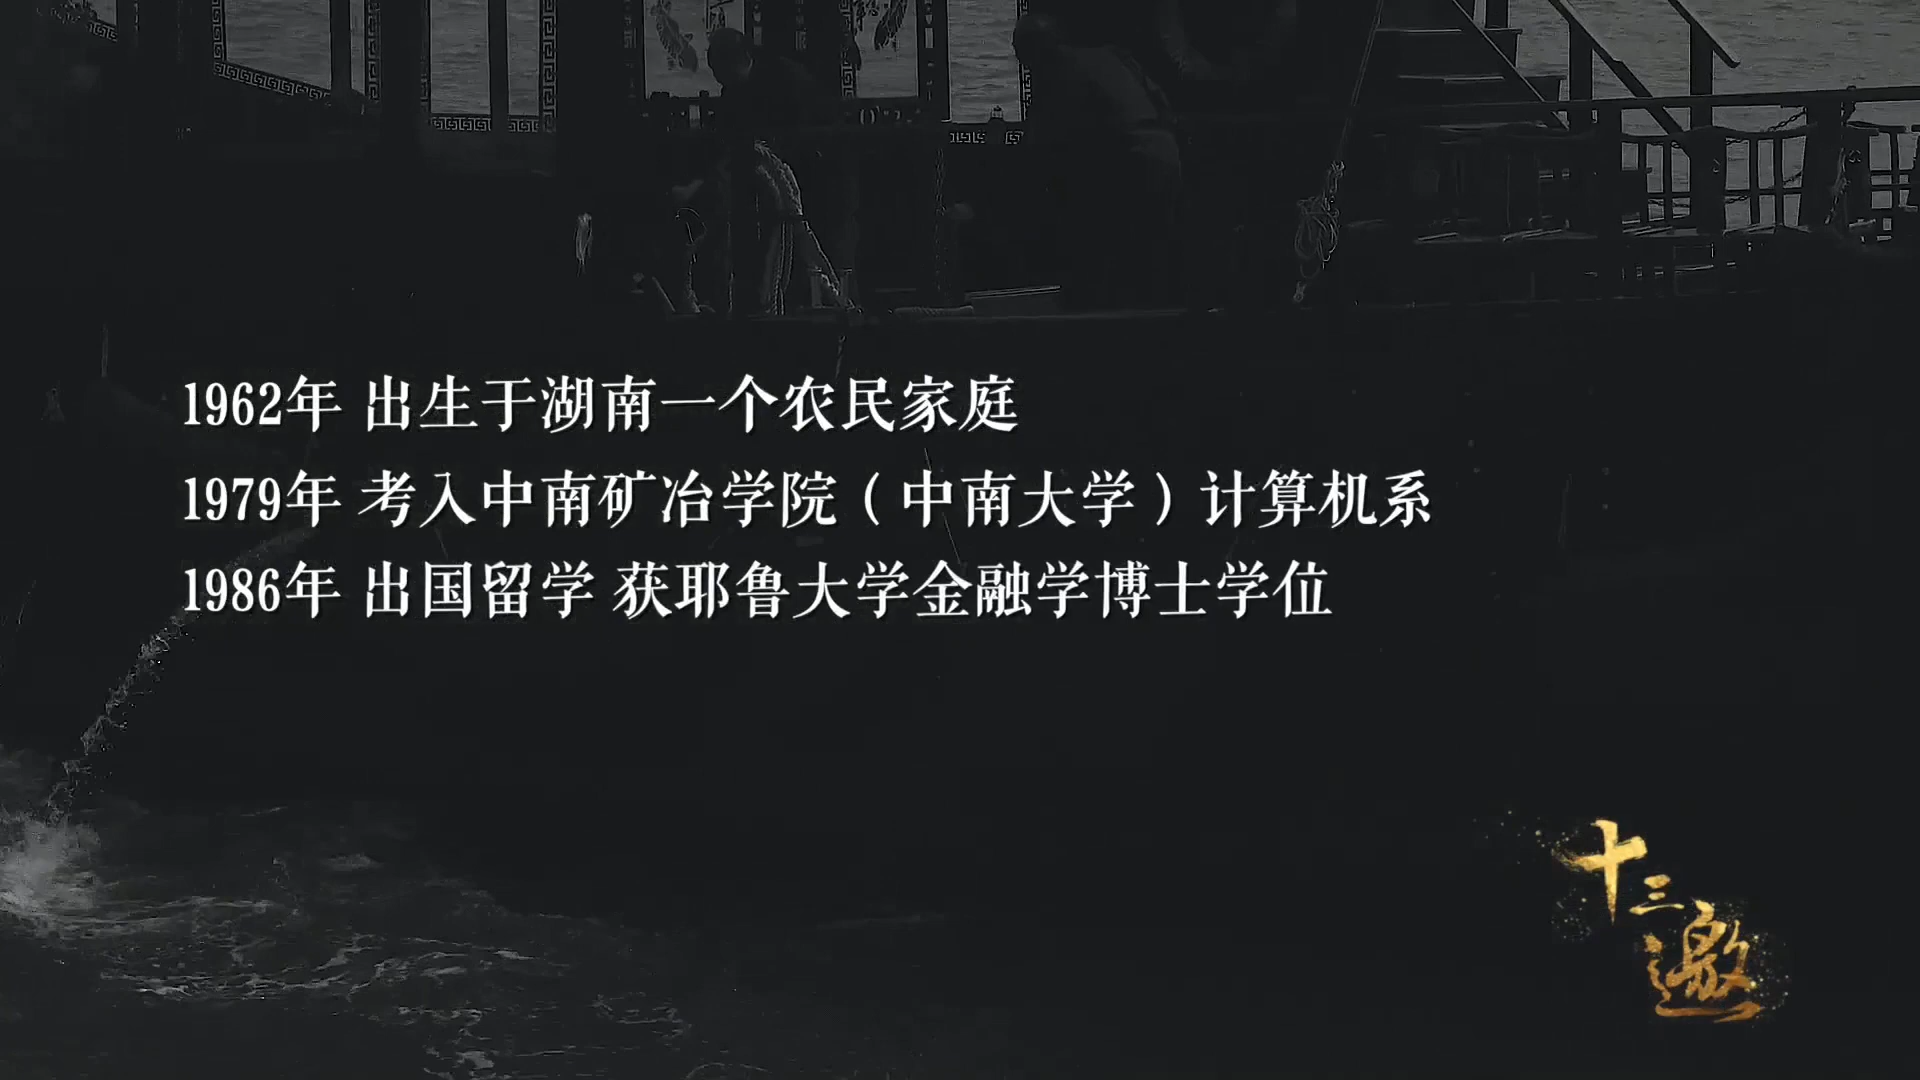 1962年 出生于湖南一个农民家庭
1979年 考入中南矿冶学院（中南大学）计算机系
1986年 出国留学 获耶鲁大学金融学博士学位
十三邀